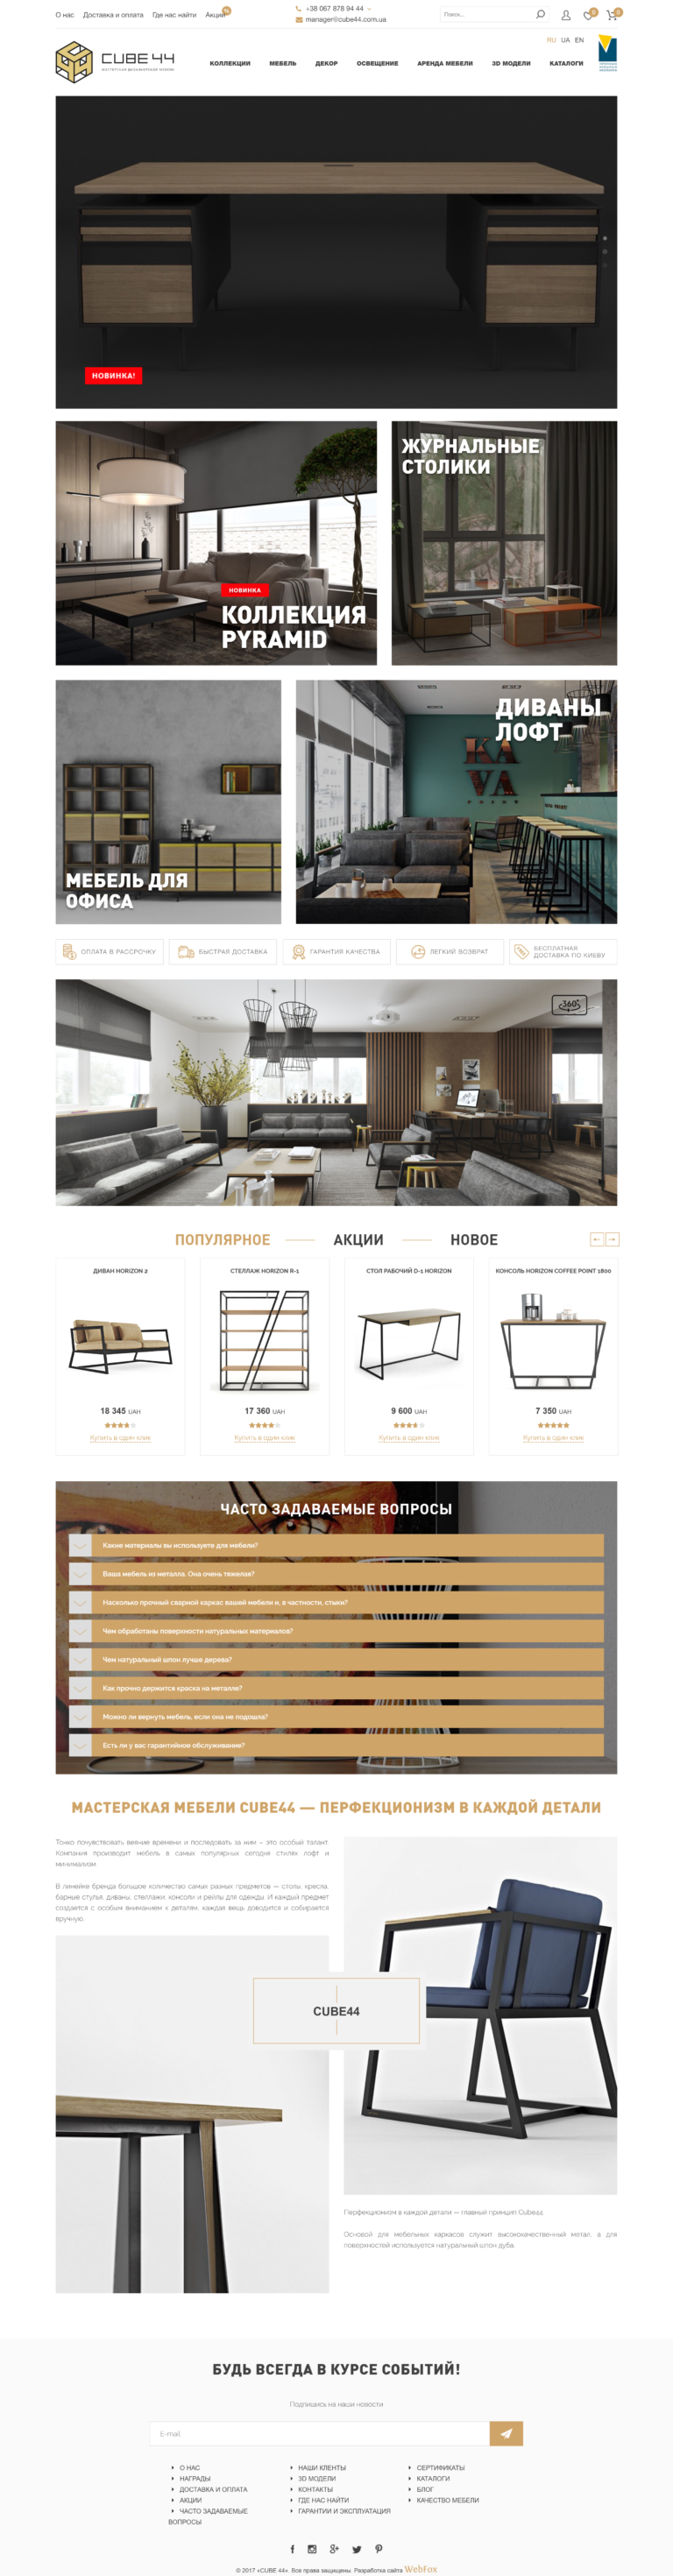 О нас Доставка и оплата Где нас найти Акции %
+38 067 878 94 44
manager@cube44.com.ua
Поиск...
0 0
RU UA EN
CUBE 44
КОЛЛЕКЦИИ МЕБЕЛЬ ДЕКОР ОСВЕЩЕНИЕ АРЕНДА МЕБЕЛИ 3D МОДЕЛИ КАТАЛОГИ
НОВИНКА!
НОВИНКА
КОЛЛЕКЦИЯ
PYRAMID
ЖУРНАЛЬНЫЕ
СТОЛИКИ
МЕБЕЛЬ ДЛЯ
ОФИСА
ДИВАНЫ
ЛОФТ
KA
VA
POINT
ОПЛАТА В РАССРОЧКУ
БЫСТРАЯ ДОСТАВКА
ГАРАНТИЯ КАЧЕСТВА
ЛЕГКИЙ ВОЗВРАТ
БЕСПЛАТНАЯ
ДОСТАВКА ПО КИЕВУ
360°
ПОПУЛЯРНОЕ АКЦИИ НОВОЕ
ДИВАН HORIZON 2
18 345 UAH
Купить в один клик
СТЕЛЛАЖ HORIZON R-1
17 360 UAH
Купить в один клик
СТОЛ РАБОЧИЙ D-1 HORIZON
9 600 UAH
Купить в один клик
КОНСОЛЬ HORIZON COFFEE POINT 1800
7 350 UAH
Купить в один клик
ЧАСТО ЗАДАВАЕМЫЕ ВОПРОСЫ
Какие материалы вы используете для мебели?
Ваша мебель из металла. Она очень тяжелая?
Насколько прочный сварной каркас вашей мебели и, в частности, стыки?
Чем обработаны поверхности натуральных материалов?
Чем натуральный шпон лучше дерева?
Как прочно держится краска на металле?
Можно ли вернуть мебель, если она не подошла?
Есть ли у вас гарантийное обслуживание?
МАСТЕРСКАЯ МЕБЕЛИ CUBE44 — ПЕРФЕКЦИОНИЗМ В КАЖДОЙ ДЕТАЛИ
Тонко почувствовать веяние времени и последовать за ним – это особый талант.
Компания производит мебель в самых популярных сегодня стилях лофт и
минимализм.
В линейке бренда большое количество самых разных предметов — столы, кресла,
барные стулья, диваны, стеллажи, консоли и рейлы для одежды. И каждый предмет
создается с особым вниманием к деталям, каждая вещь доводится и собирается
вручную.
CUBE44
Перфекционизм в каждой детали — главный принцип Cube44.
Основой для мебельных каркасов служит высококачественный метал, а для
поверхностей используется натуральный шпон дуба.
БУДЬ ВСЕГДА В КУРСЕ СОБЫТИЙ!
Подпишись на наши новости
E-mail
О НАС
НАГРАДЫ
ДОСТАВКА И ОПЛАТА
АКЦИИ
ЧАСТО ЗАДАВАЕМЫЕ
ВОПРОСЫ
НАШИ КЛИЕНТЫ
3D МОДЕЛИ
КОНТАКТЫ
ГДЕ НАС НАЙТИ
ГАРАНТИИ И ЭКСПЛУАТАЦИЯ
СЕРТИФИКАТЫ
КАТАЛОГИ
БЛОГ
КАЧЕСТВО МЕБЕЛИ
© 2017 «CUBE 44». Все права защищены. Разработка сайта WebFox